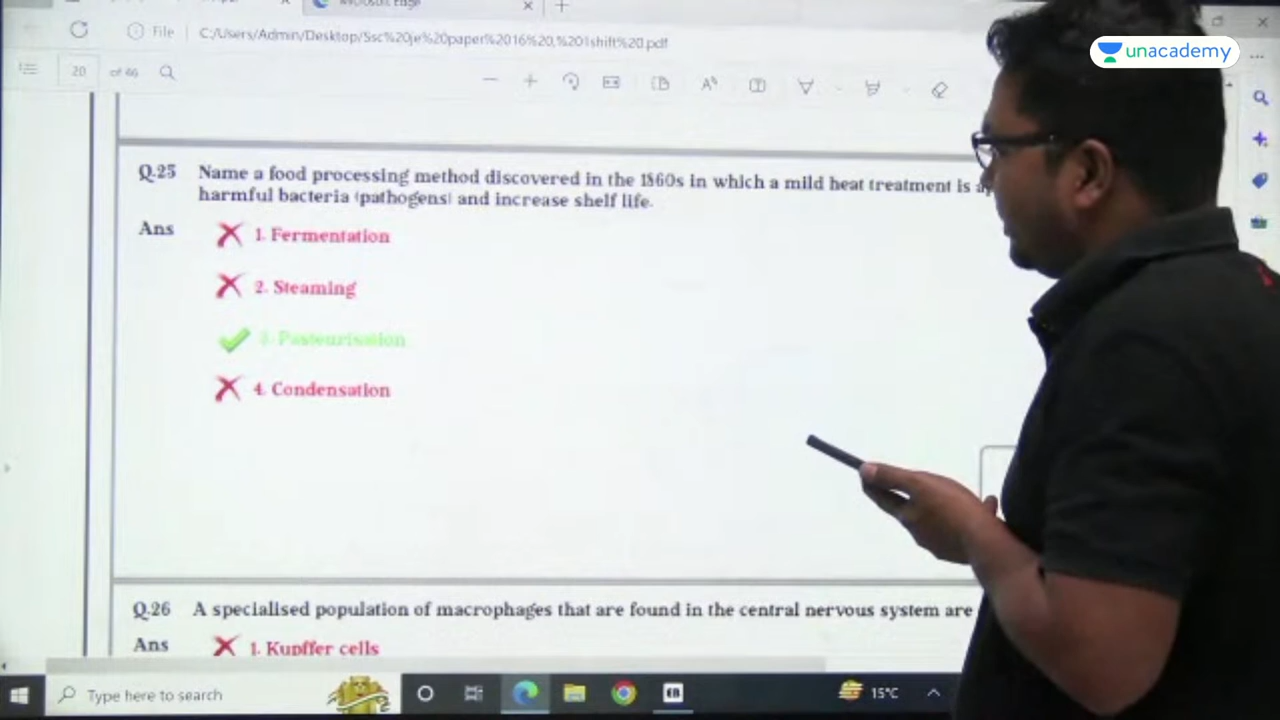 unacademy
File C:/Users/Admin/Desktop/Ssc%20je%20paper%2016%20,%201shift%20.pdf
20 of 46
Q.25 Name a food processing method discovered in the 1860s in which a mild heat treatment is
harmful bacteria (pathogens) and increase shelf life.
Ans
1. Fermentation
2. Steaming
3. Pasteurisation
4. Condensation
Q.26 A specialised population of macrophages that are found in the central nervous system are
Ans
1. Kupffer cells
Type here to search
15°C